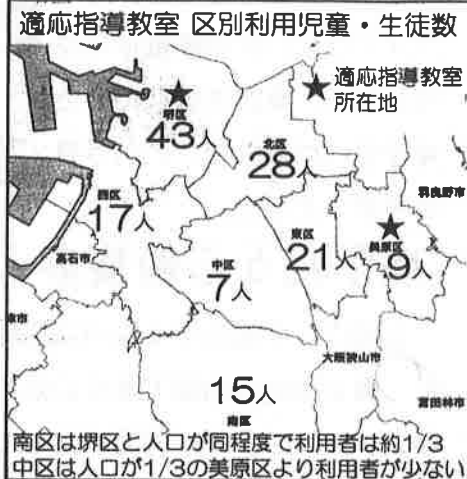 適応指導教室 区別利用児童・生徒数
★ 適応指導教室
所在地
★
堺区
43人
北区
28人
西区
17人
羽曳野市
東区
21人
★
美原区
9人
高石市
中区
7人
大阪狭山市
15人
南区
富田林市
南区は堺区と人口が同程度で利用者は約1/3
中区は人口が1/3の美原区より利用者が少ない